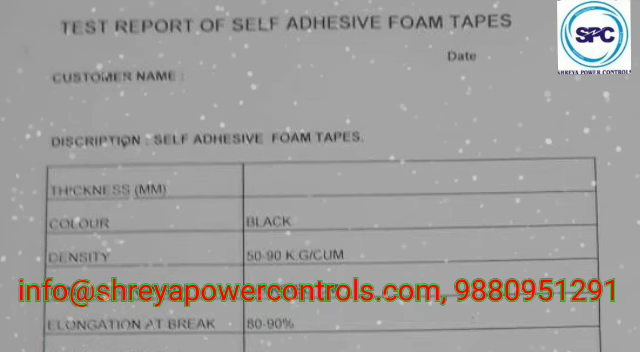 TEST REPORT OF SELF ADHESIVE FOAM TAPES
SPC
SHREYA POWER CONTROLS
Date
CUSTOMER NAME :
DISCRIPTION : SELF ADHESIVE FOAM TAPES.
THICKNESS (MM)
COLOUR BLACK
DENSITY 50-90 K.G/CUM
info@shreyapowercontrols.com, 9880951291
ELONGATION AT BREAK 80-90%